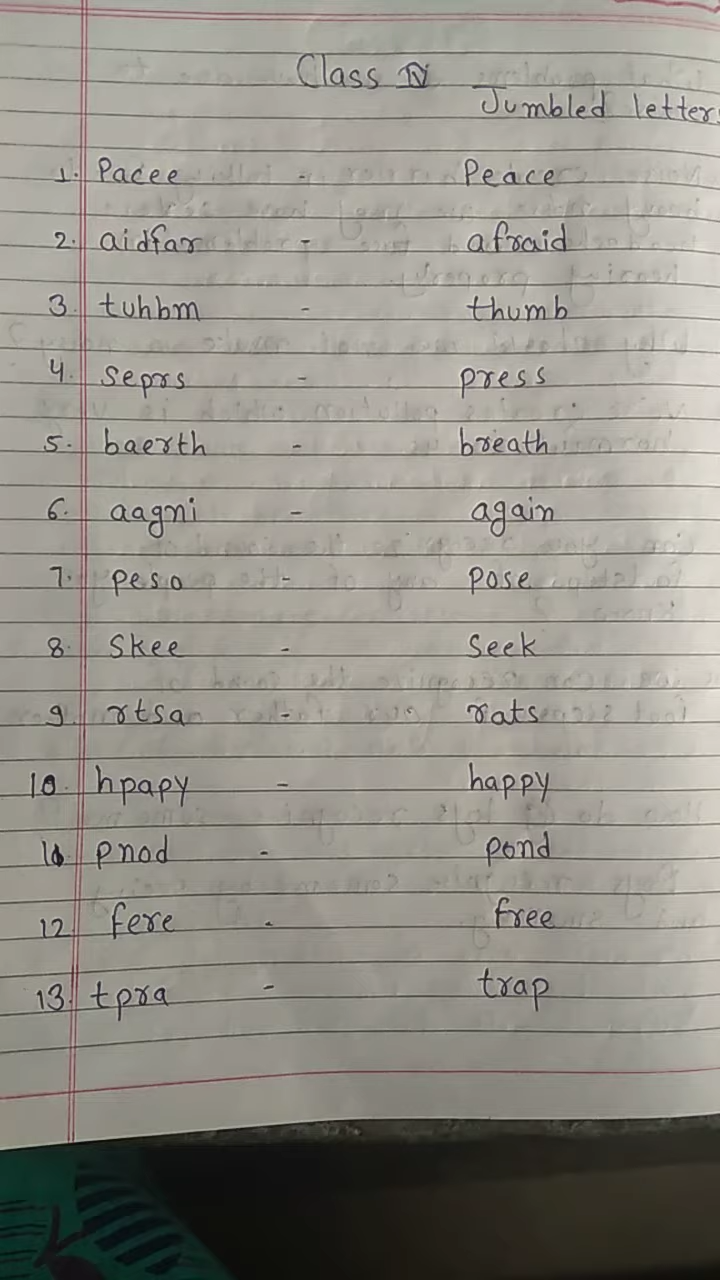 Class IV
Jumbled letters
1. Pacee - Peace
2. aidfar - afraid
3. tuhbm - thumb
4. Seprs - press
5. baerth - breath
6. aagni - again
7. peso - pose
8. Skee - Seek
9. rtsa - rats
10. hpapy - happy
11 pnod - pond
12. fere - free
13. tpra - trap